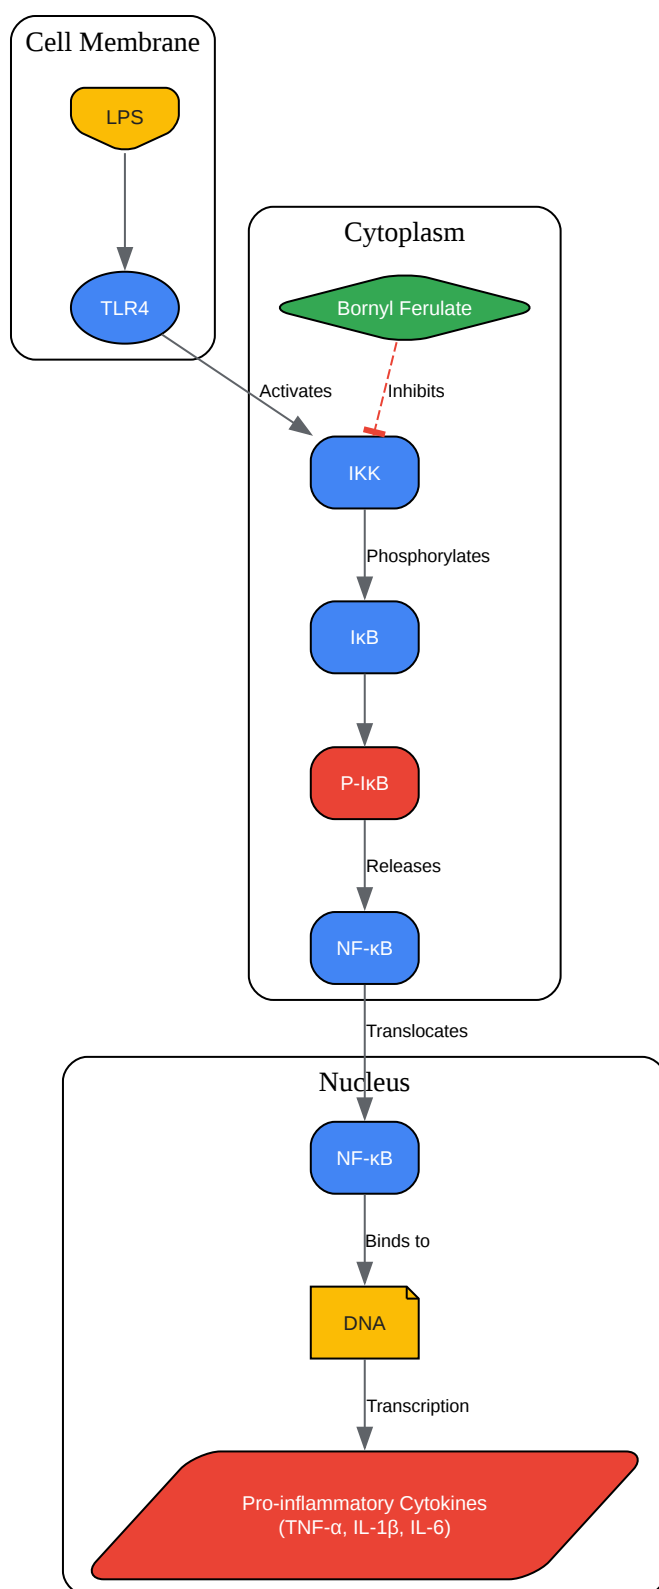 Cell Membrane
LPS
TLR4
Activates
Cytoplasm
Bornyl Ferulate
Inhibits
IKK
Phosphorylates
IκB
P-IκB
Releases
NF-κB
Translocates
Nucleus
NF-κB
Binds to
DNA
Transcription
Pro-inflammatory Cytokines
(TNF-α, IL-1β, IL-6)